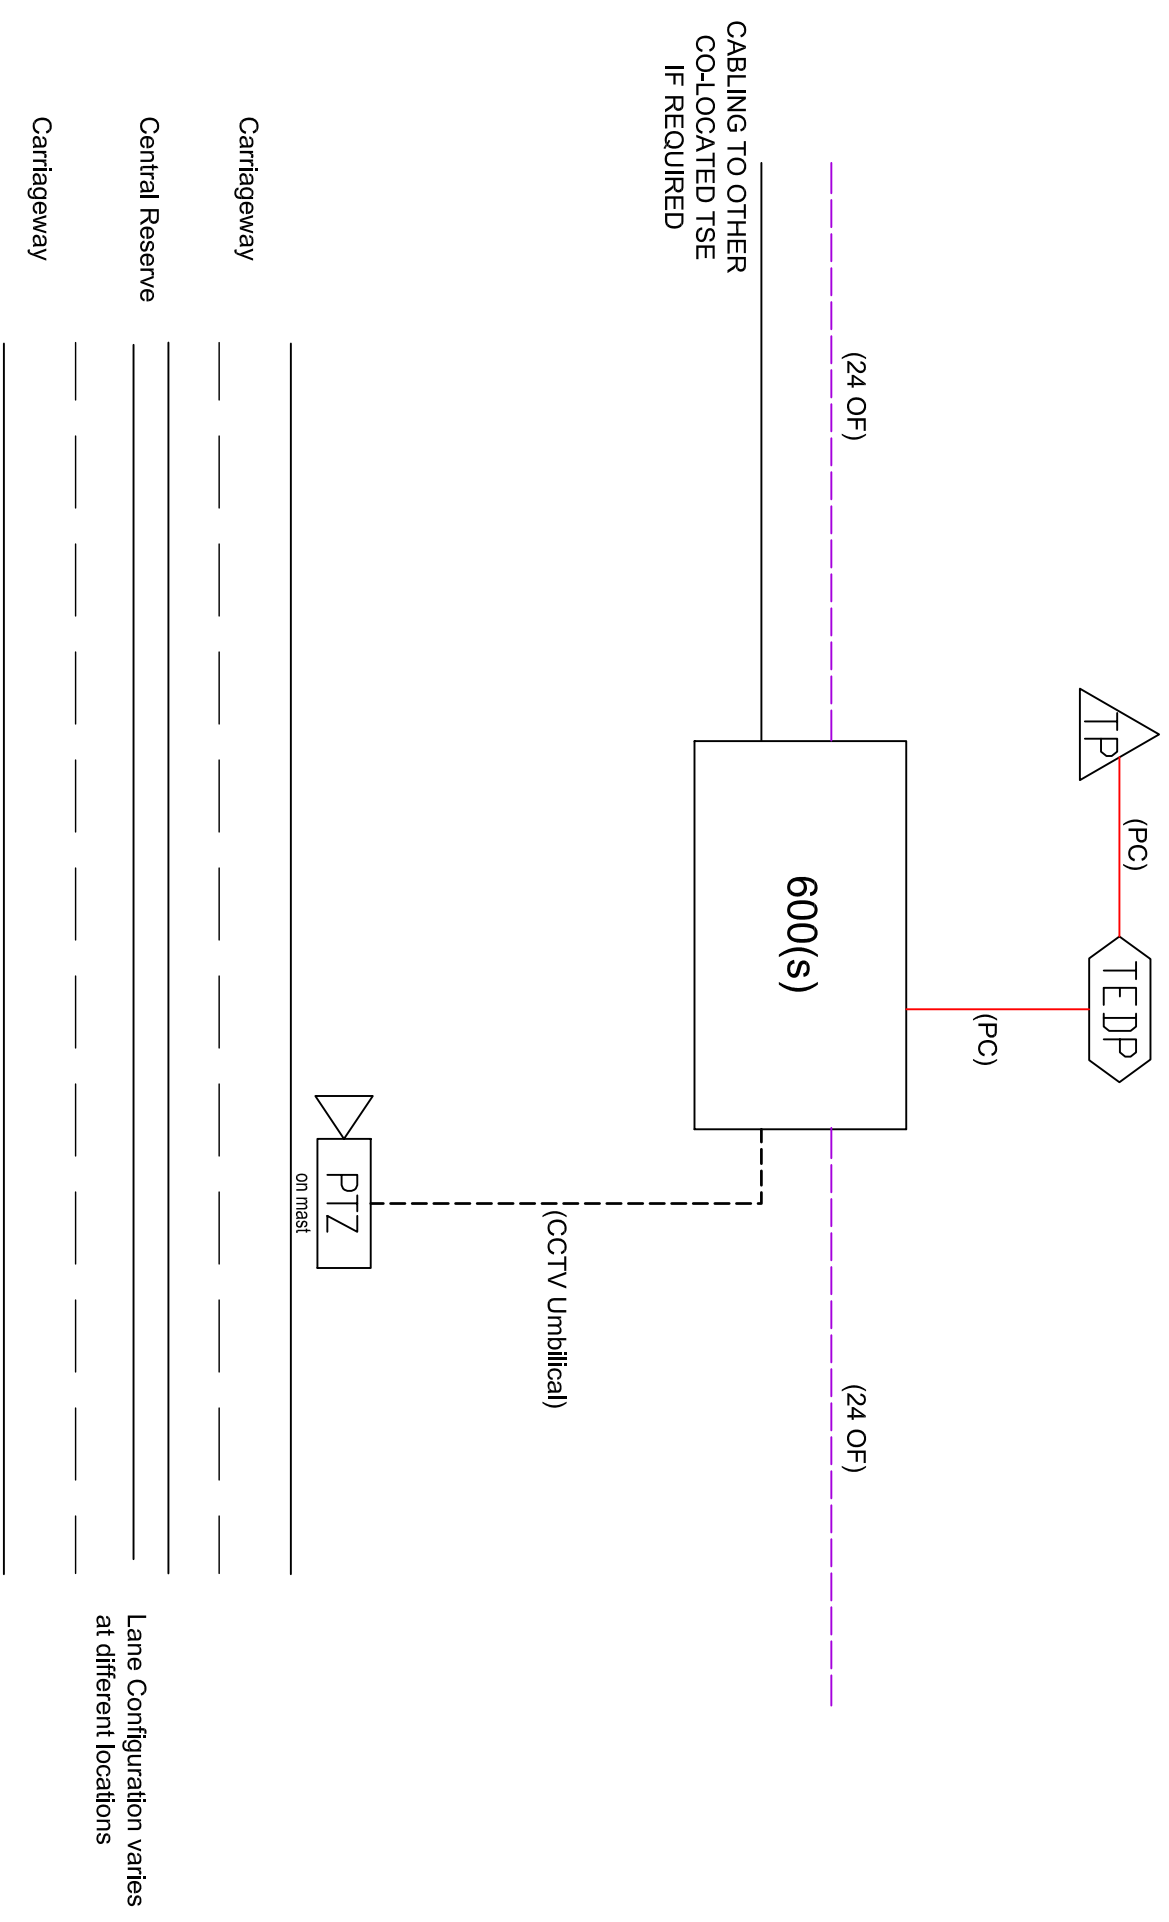 TP
(PC)
TEDP
(PC)
(24 OF)
(24 OF)
CABLING TO OTHER
CO-LOCATED TSE
IF REQUIRED
600(s)
(CCTV Umbilical)
PTZ
on mast
Carriageway
Central Reserve
Carriageway
Lane Configuration varies
at different locations